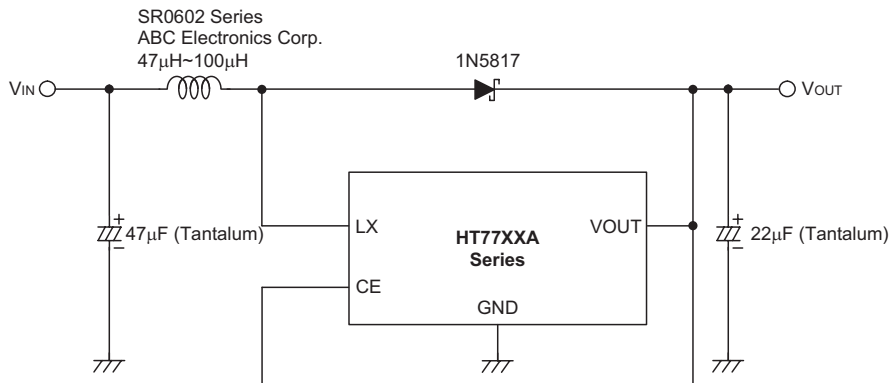 SR0602 Series
ABC Electronics Corp.
47μH~100μH
1N5817
VIN
VOUT
+
47μF (Tantalum)
−
LX
HT77XXA
Series
VOUT
CE
GND
+
22μF (Tantalum)
−